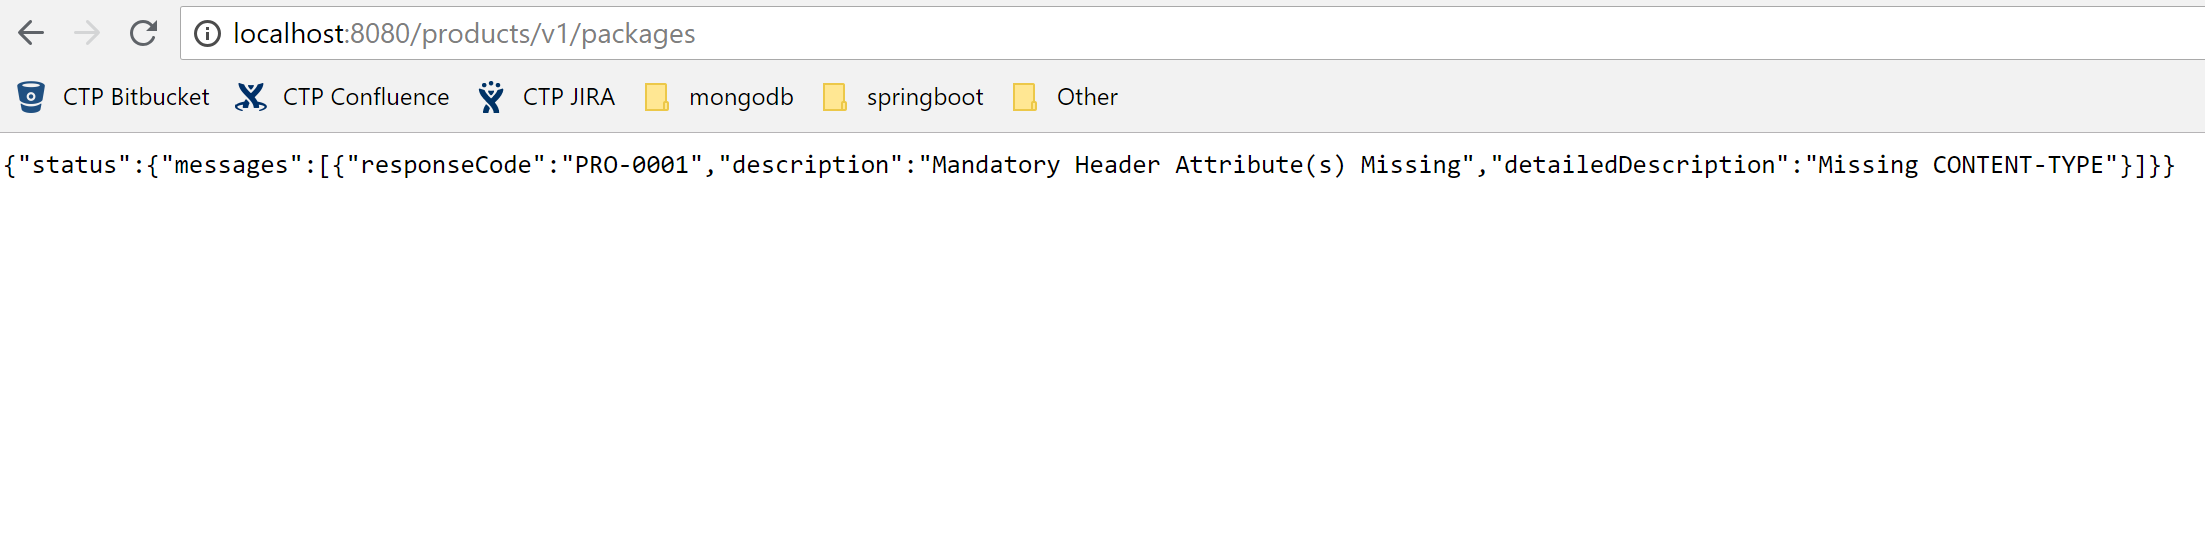 localhost:8080/products/v1/packages
CTP Bitbucket CTP Confluence CTP JIRA mongodb springboot Other
{"status":{"messages":[{"responseCode":"PRO-0001","description":"Mandatory Header Attribute(s) Missing","detailedDescription":"Missing CONTENT-TYPE"}]}}